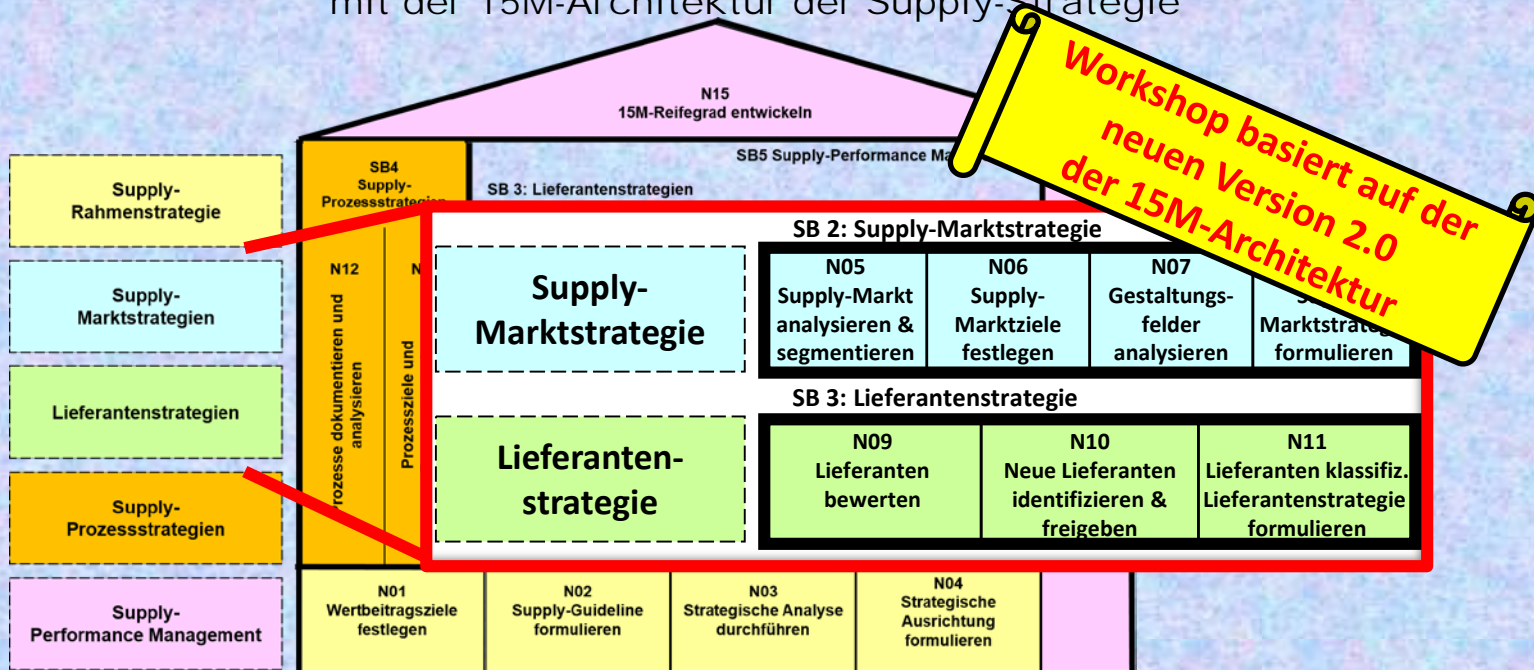 mit der 15M-Architektur der Supply-Strategie
Workshop basiert auf der
neuen Version 2.0
der 15M-Architektur
N15
15M-Reifegrad entwickeln
SB5 Supply-Performance
SB4
Supply-
Prozessstrategien
SB 3: Lieferantenstrategien
Supply-
Rahmenstrategie
Supply-
Marktstrategien
Lieferantenstrategien
Supply-
Prozessstrategien
Supply-
Performance Management
N12
Prozesse dokumentieren und
analysieren
Prozessziele und
Supply-
Marktstrategie
SB 2: Supply-Marktstrategie
N05
Supply-Markt
analysieren &
segmentieren
N06
Supply-
Marktziele
festlegen
N07
Gestaltungs-
felder
analysieren
formulieren
Lieferanten-
strategie
SB 3: Lieferantenstrategie
N09
Lieferanten
bewerten
N10
Neue Lieferanten
identifizieren &
freigeben
N11
Lieferanten klassifiz.
Lieferantenstrategie
formulieren
N01
Wertbeitragsziele
festlegen
N02
Supply-Guideline
formulieren
N03
Strategische Analyse
durchführen
N04
Strategische
Ausrichtung
formulieren